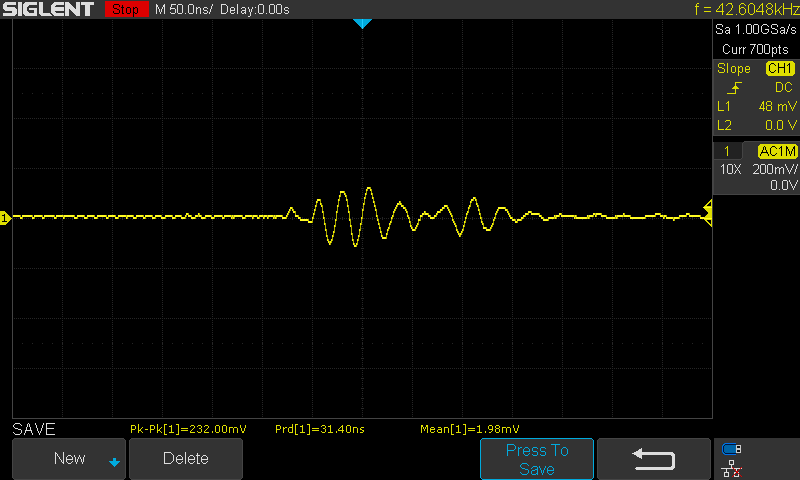 SIGLENT Stop M 50.0ns/ Delay:0.00s f = 42.6048kHz
Sa 1.00GSa/s
Curr 700pts
Slope CH1
DC
L1 48 mV
L2 0.0 V
1 AC1M
10X 200mV/
0.0V
1
SAVE Pk-Pk[1]=232.00mV Prd[1]=31.40ns Mean[1]=1.98mV
New Delete Press To
Save